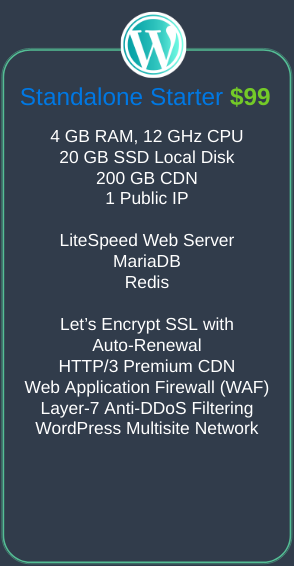 Standalone Starter $99
4 GB RAM, 12 GHz CPU
20 GB SSD Local Disk
200 GB CDN
1 Public IP
LiteSpeed Web Server
MariaDB
Redis
Let’s Encrypt SSL with
Auto-Renewal
HTTP/3 Premium CDN
Web Application Firewall (WAF)
Layer-7 Anti-DDoS Filtering
WordPress Multisite Network